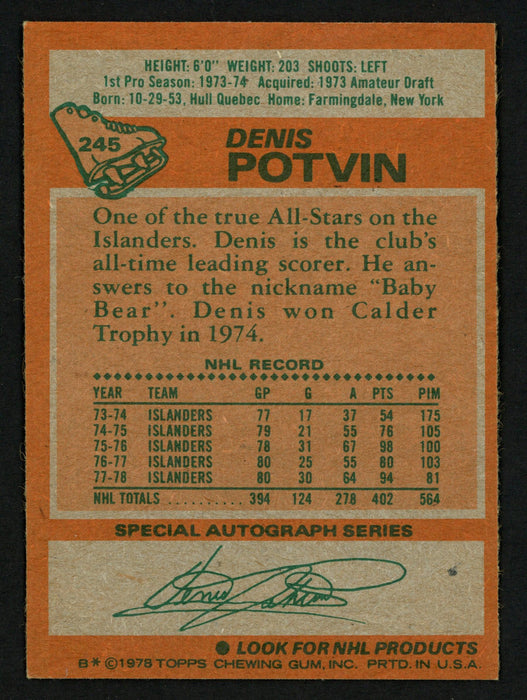 HEIGHT: 6'0" WEIGHT: 203 SHOOTS: LEFT
1st Pro Season: 1973-74 Acquired: 1973 Amateur Draft
Born: 10-29-53, Hull Quebec Home: Farmingdale, New York
245
DENIS
POTVIN
One of the true All-Stars on the
Islanders. Denis is the club's
all-time leading scorer. He an-
swers to the nickname "Baby
Bear". Denis won Calder
Trophy in 1974.
NHL RECORD
YEAR TEAM GP G A PTS PIM
73-74 ISLANDERS 77 17 37 54 175
74-75 ISLANDERS 79 21 55 76 105
75-76 ISLANDERS 78 31 67 98 100
76-77 ISLANDERS 80 25 55 80 103
77-78 ISLANDERS 80 30 64 94 81
NHL TOTALS .......... 394 124 278 402 564
SPECIAL AUTOGRAPH SERIES
Denis Potvin
● LOOK FOR NHL PRODUCTS
B* ©1978 TOPPS CHEWING GUM, INC. PRTD. IN U.S.A.